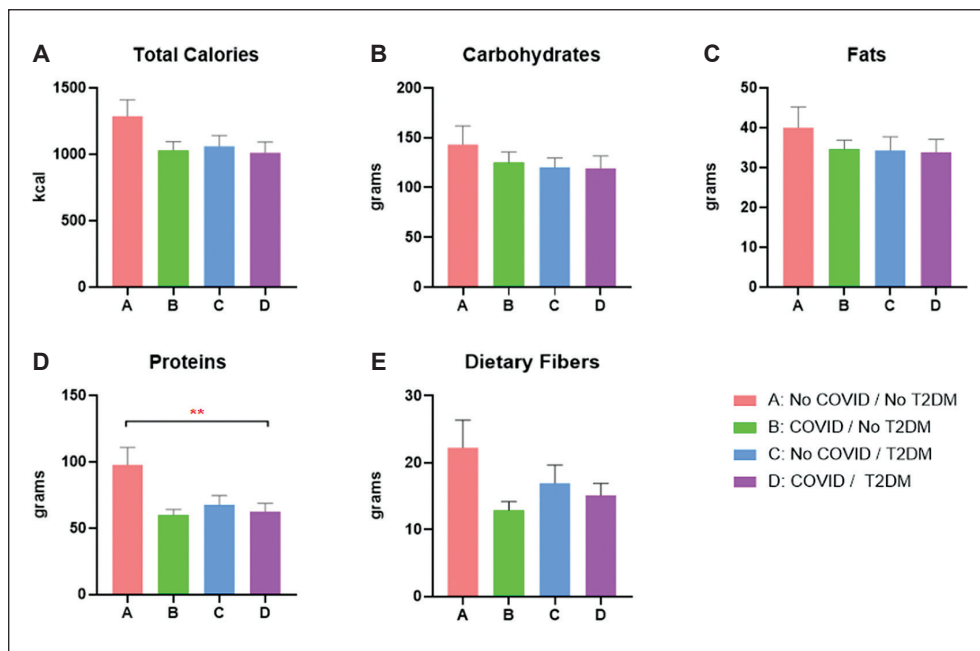 A
Total Calories
1500
1000
500
0
kcal
A B C D
B
Carbohydrates
200
150
100
50
0
grams
A B C D
C
Fats
50
40
30
20
10
0
grams
A B C D
D
Proteins
150
100
50
0
grams
**
A B C D
E
Dietary Fibers
30
20
10
0
grams
A B C D
A: No COVID / No T2DM
B: COVID / No T2DM
C: No COVID / T2DM
D: COVID / T2DM